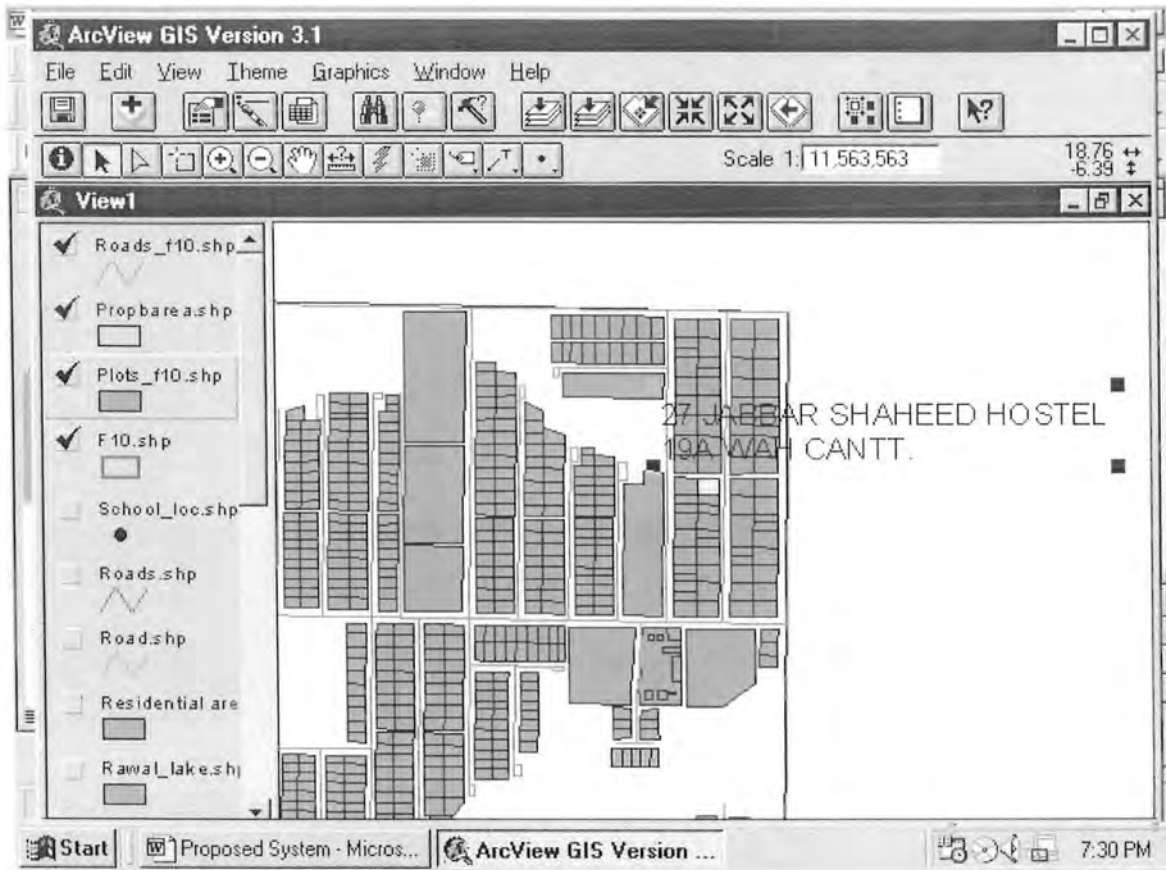 ArcView GIS Version 3.1
File Edit View Theme Graphics Window Help
Scale 1: 11,563,563
18.76
-6.39
View1
Roads_f10.shp
Propbarea.shp
Plots_f10.shp
F10.shp
School_loc.shp
Roads.shp
Road.shp
Residential are
Rawal_lake.shp
27 JABBAR SHAHEED HOSTEL
19A WAH CANTT.
Start Proposed System - Micros... ArcView GIS Version ... 7:30 PM